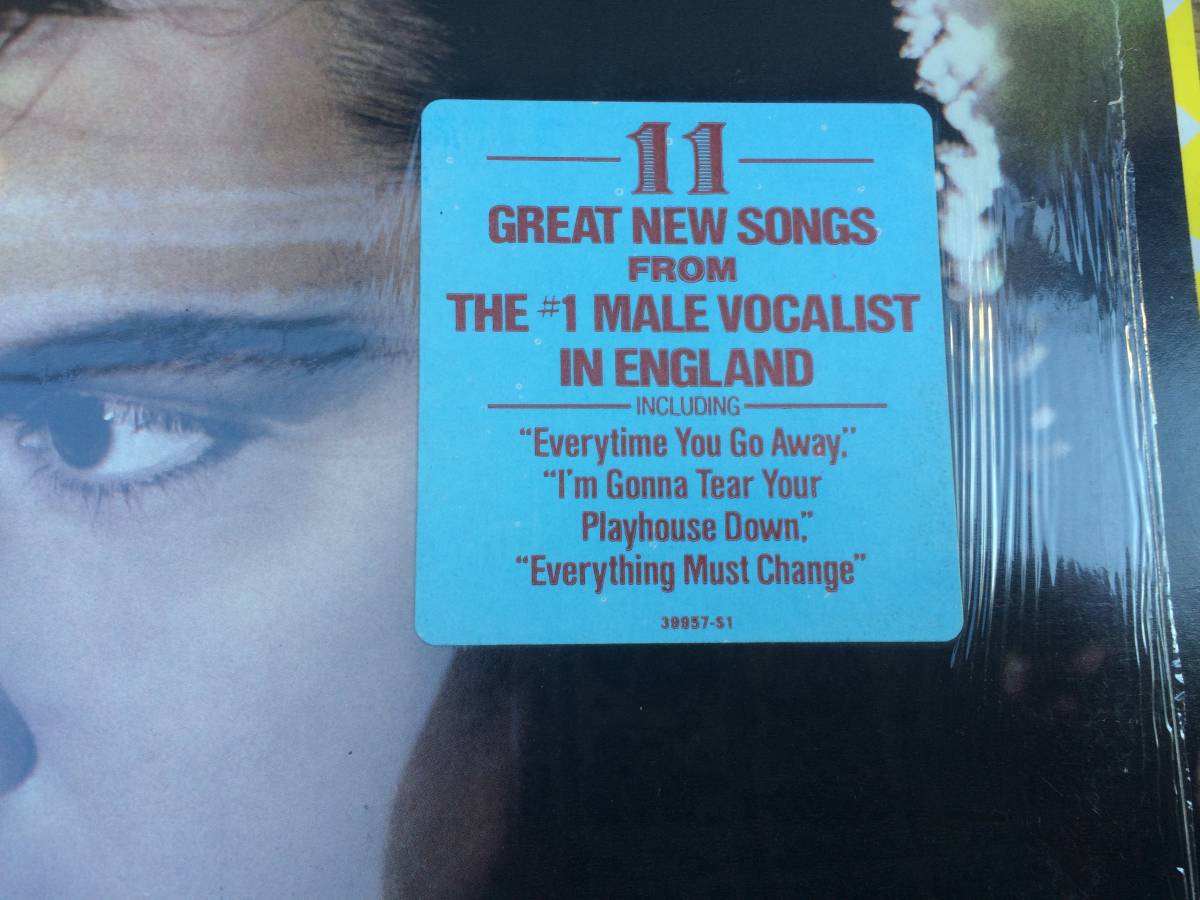 11
GREAT NEW SONGS
FROM
THE #1 MALE VOCALIST
IN ENGLAND
INCLUDING
“Everytime You Go Away,”
“I'm Gonna Tear Your
Playhouse Down,”
“Everything Must Change”
39957-S1